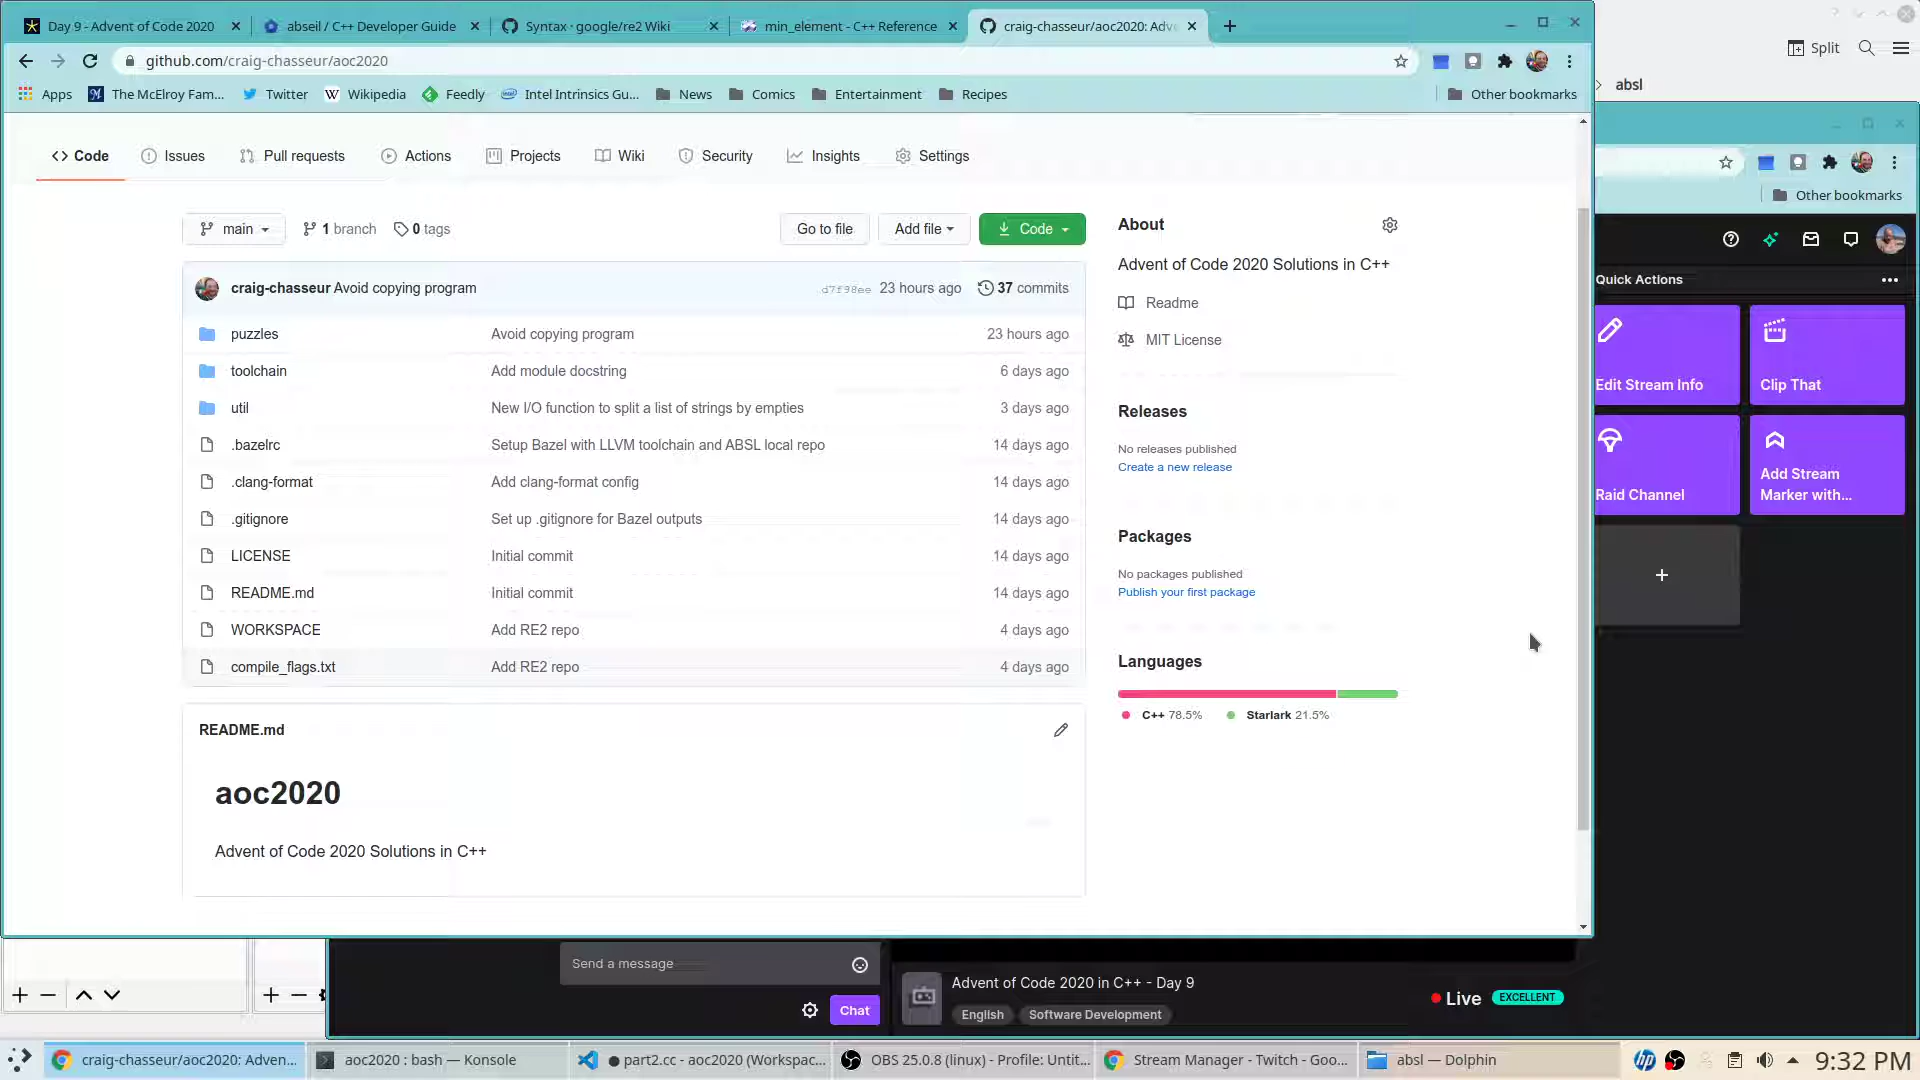 Day 9 - Advent of Code 2020
abseil / C++ Developer Guide
Syntax · google/re2 Wiki
min_element - C++ Reference
craig-chasseur/aoc2020: Adve
github.com/craig-chasseur/aoc2020
Split
Apps
The McElroy Fam...
Twitter
Wikipedia
Feedly
Intel Intrinsics Gu...
News
Comics
Entertainment
Recipes
Other bookmarks
absl
Code
Issues
Pull requests
Actions
Projects
Wiki
Security
Insights
Settings
Other bookmarks
main
1 branch
0 tags
Go to file
Add file
Code
About
Advent of Code 2020 Solutions in C++
Readme
MIT License
craig-chasseur Avoid copying program
d7f98ee 23 hours ago
37 commits
puzzles Avoid copying program 23 hours ago
toolchain Add module docstring 6 days ago
util New I/O function to split a list of strings by empties 3 days ago
.bazelrc Setup Bazel with LLVM toolchain and ABSL local repo 14 days ago
.clang-format Add clang-format config 14 days ago
.gitignore Set up .gitignore for Bazel outputs 14 days ago
LICENSE Initial commit 14 days ago
README.md Initial commit 14 days ago
WORKSPACE Add RE2 repo 4 days ago
compile_flags.txt Add RE2 repo 4 days ago
Releases
No releases published
Create a new release
Packages
No packages published
Publish your first package
Languages
C++ 78.5%
Starlark 21.5%
README.md
aoc2020
Advent of Code 2020 Solutions in C++
Quick Actions
Edit Stream Info
Clip That
Raid Channel
Add Stream
Marker with...
Send a message
Chat
Advent of Code 2020 in C++ - Day 9
English
Software Development
Live
EXCELLENT
craig-chasseur/aoc2020: Adven...
aoc2020 : bash — Konsole
● part2.cc - aoc2020 (Workspac...
OBS 25.0.8 (linux) - Profile: Untit...
Stream Manager - Twitch - Goo...
absl — Dolphin
9:32 PM